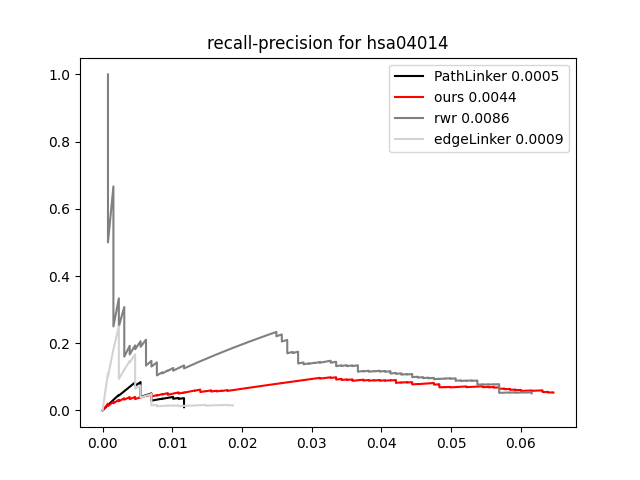 recall-precision for hsa04014
PathLinker 0.0005
ours 0.0044
rwr 0.0086
edgeLinker 0.0009
1.0
0.8
0.6
0.4
0.2
0.0
0.00 0.01 0.02 0.03 0.04 0.05 0.06